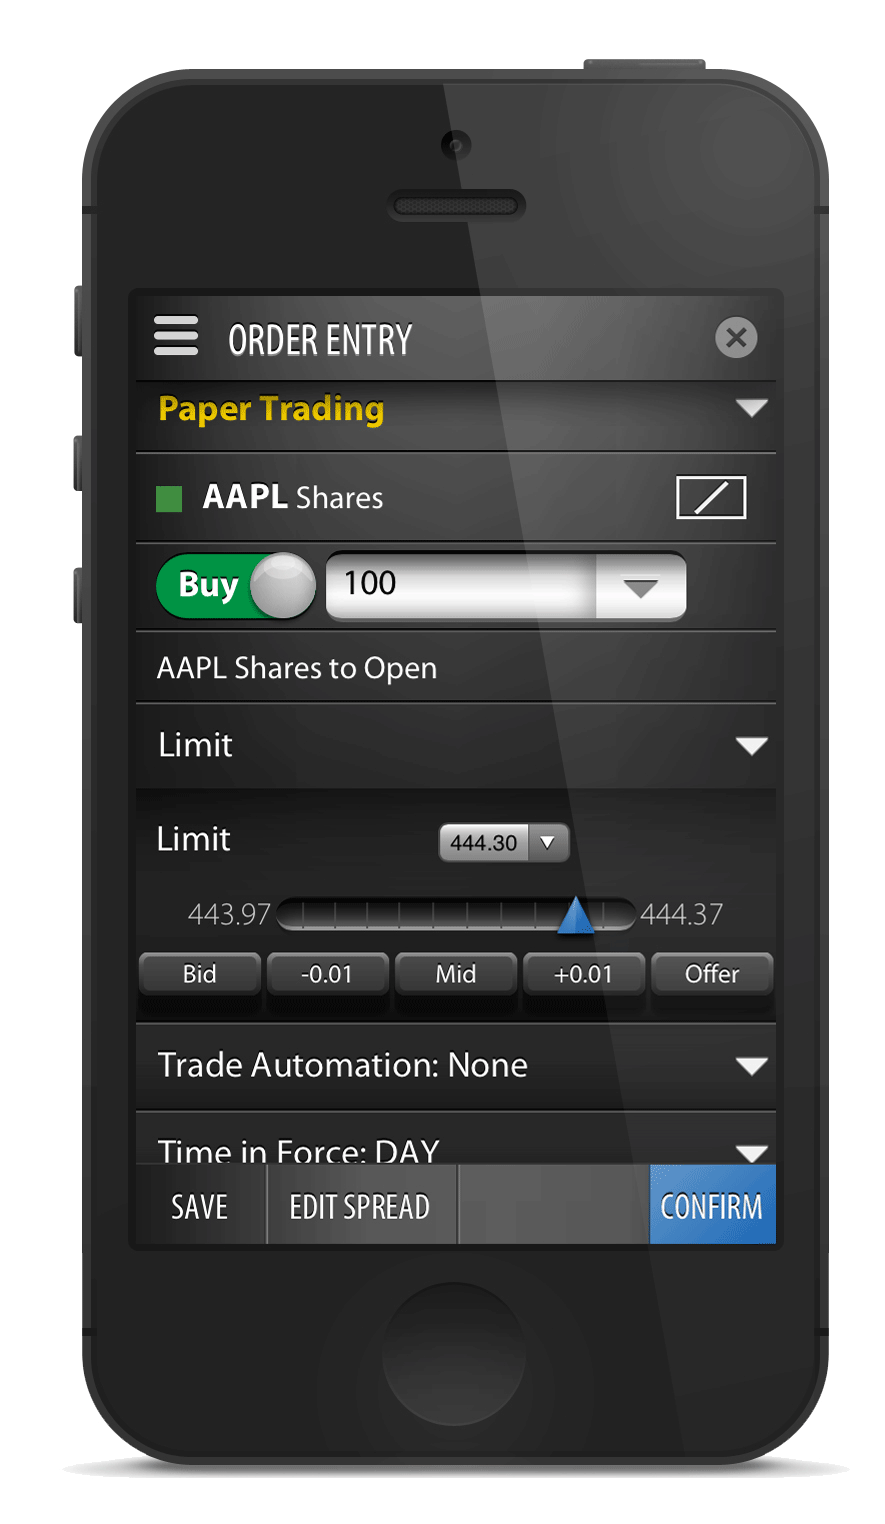 ORDER ENTRY
Paper Trading
AAPL Shares
Buy 100
AAPL Shares to Open
Limit
Limit 444.30
443.97 444.37
Bid -0.01 Mid +0.01 Offer
Trade Automation: None
Time in Force: DAY
SAVE EDIT SPREAD CONFIRM